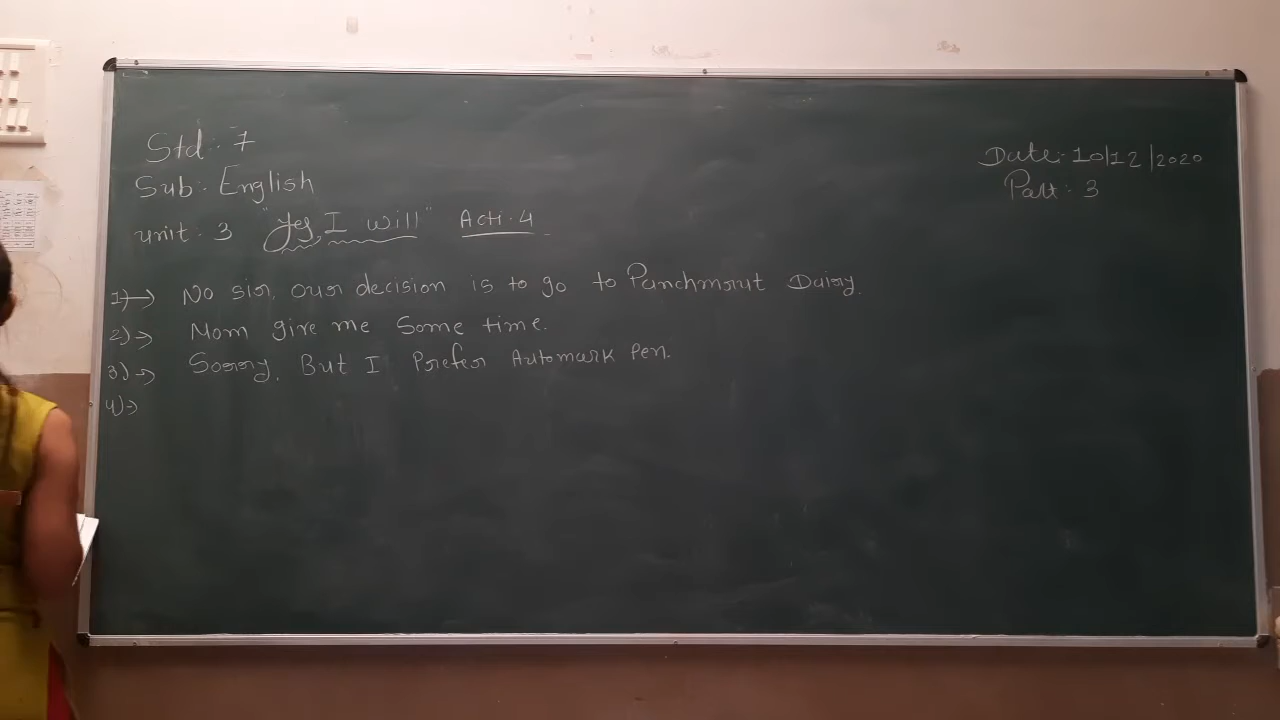 Std:- 7
Sub:- English
Unit:- 3 "Yes, I will" Acti-4
Date:-10/12/2020
Part:- 3
1)→ No sir, our decision is to go to Panchmrut Dairy.
2)→ Mom give me Some time.
3)→ Sorry, But I Prefer Automark Pen.
4)→